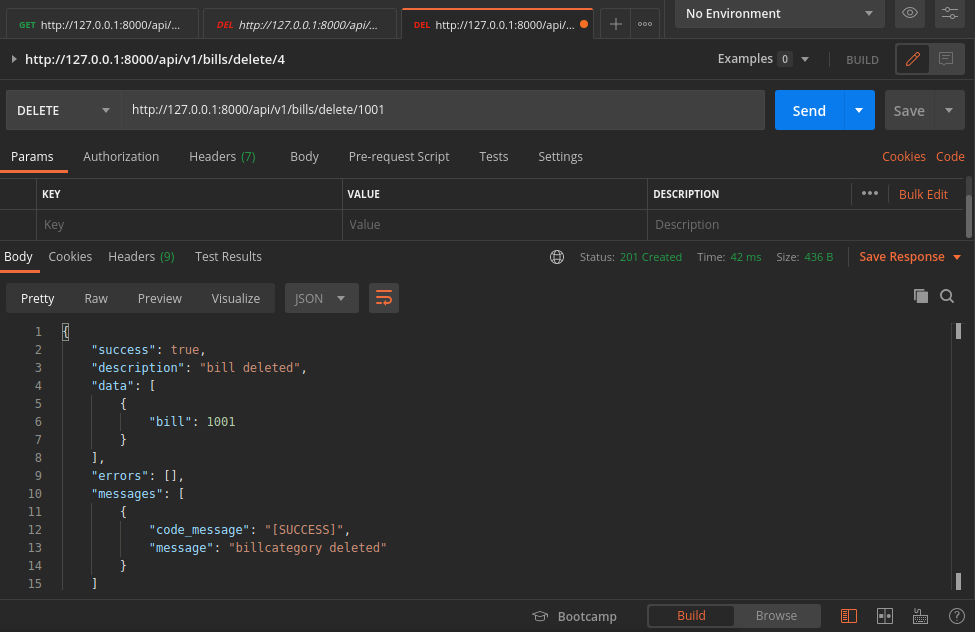 GET http://127.0.0.1:8000/api/...
DEL http://127.0.0.1:8000/api/...
DEL http://127.0.0.1:8000/api/...
No Environment
http://127.0.0.1:8000/api/v1/bills/delete/4
Examples 0
BUILD
DELETE
http://127.0.0.1:8000/api/v1/bills/delete/1001
Send
Save
Params Authorization Headers (7) Body Pre-request Script Tests Settings Cookies Code
KEY VALUE DESCRIPTION ••• Bulk Edit
Key Value Description
Body Cookies Headers (9) Test Results Status: 201 Created Time: 42 ms Size: 436 B Save Response
Pretty Raw Preview Visualize JSON
1 {
2 "success": true,
3 "description": "bill deleted",
4 "data": [
5 {
6 "bill": 1001
7 }
8 ],
9 "errors": [],
10 "messages": [
11 {
12 "code_message": "[SUCCESS]",
13 "message": "billcategory deleted"
14 }
15 ]
Bootcamp Build Browse ?